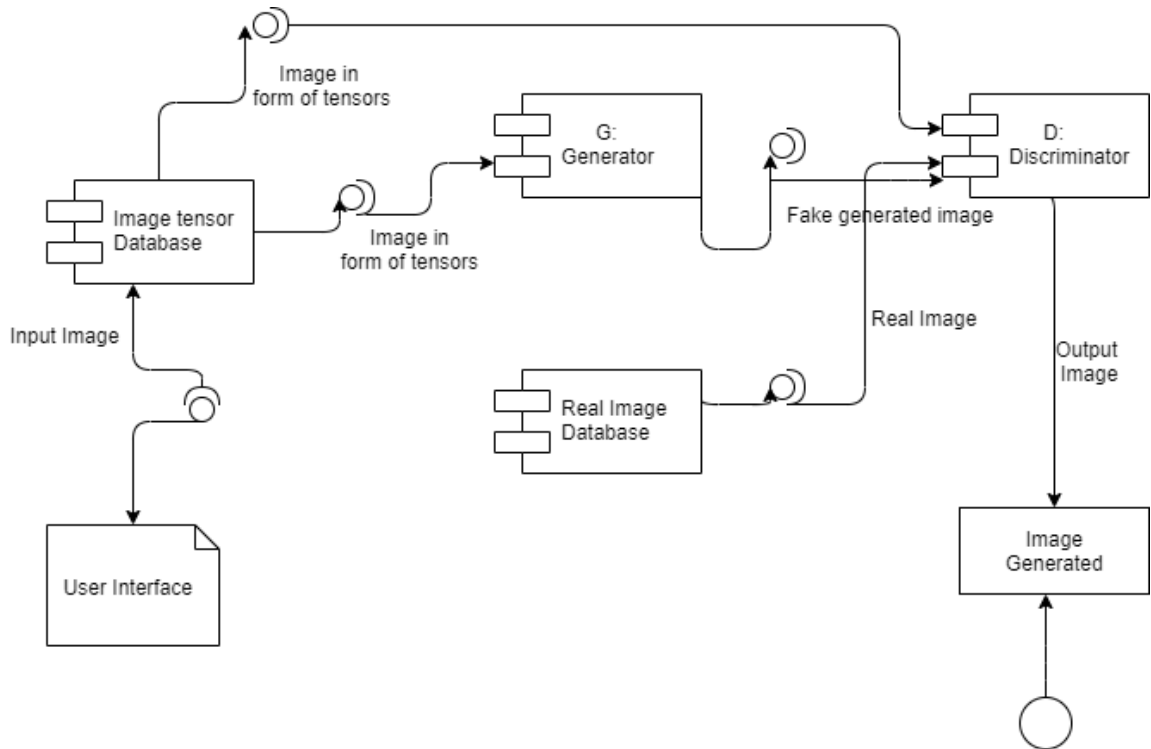 Image in
form of tensors
G:
Generator
D:
Discriminator
Image tensor
Database
Image in
form of tensors
Fake generated image
Input Image
Real Image
Output
Image
Real Image
Database
User Interface
Image
Generated